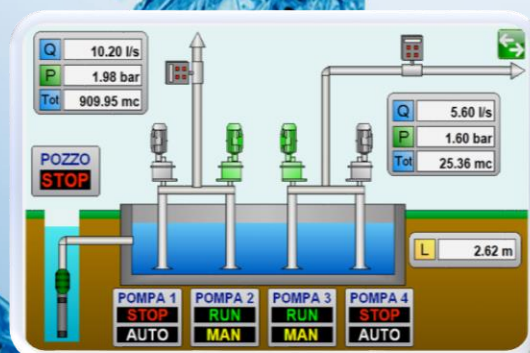 Q 10.20 l/s
P 1.98 bar
Tot 909.95 mc
Q 5.60 l/s
P 1.60 bar
Tot 25.36 mc
POZZO
STOP
L 2.62 m
POMPA 1 POMPA 2 POMPA 3 POMPA 4
STOP RUN RUN STOP
AUTO MAN MAN AUTO